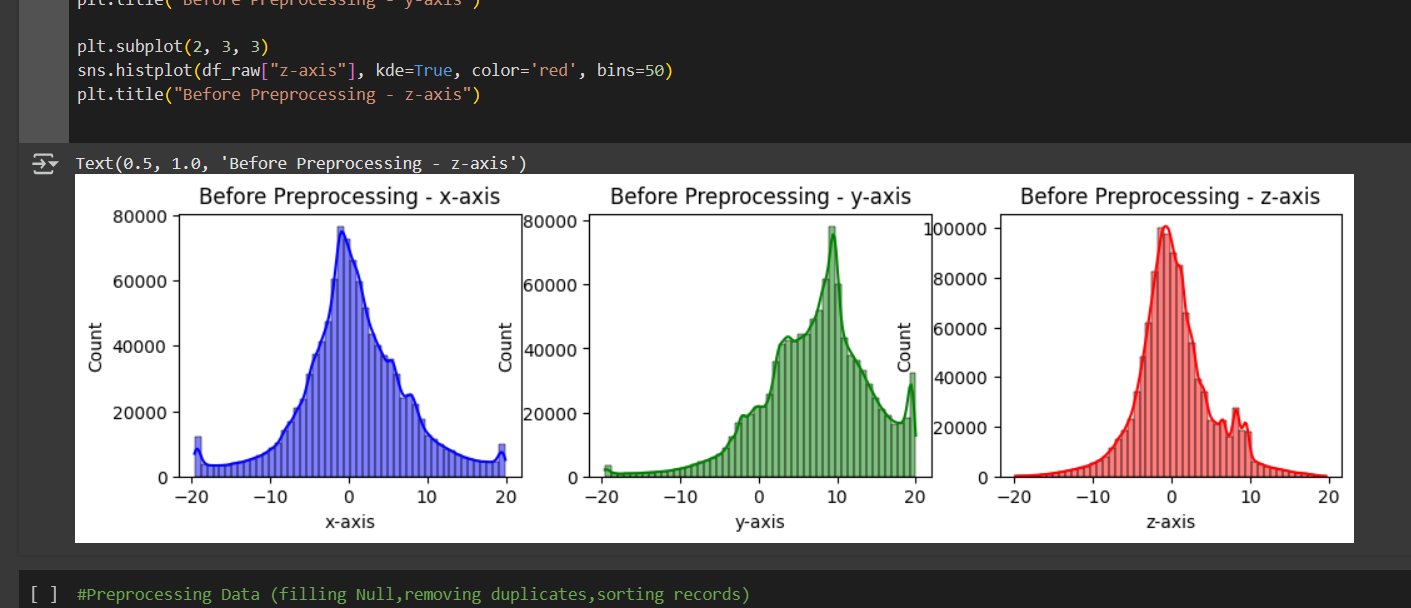 plt.title("Before Preprocessing - y-axis")
plt.subplot(2, 3, 3)
sns.histplot(df_raw["z-axis"], kde=True, color='red', bins=50)
plt.title("Before Preprocessing - z-axis")
Text(0.5, 1.0, 'Before Preprocessing - z-axis')
Before Preprocessing - x-axis
80000
60000
40000
20000
0
Count
−20 −10 0 10 20
x-axis
Before Preprocessing - y-axis
80000
60000
40000
20000
0
Count
−20 −10 0 10 20
y-axis
Before Preprocessing - z-axis
100000
80000
60000
40000
20000
0
Count
−20 −10 0 10 20
z-axis
[ ] #Preprocessing Data (filling Null,removing duplicates,sorting records)